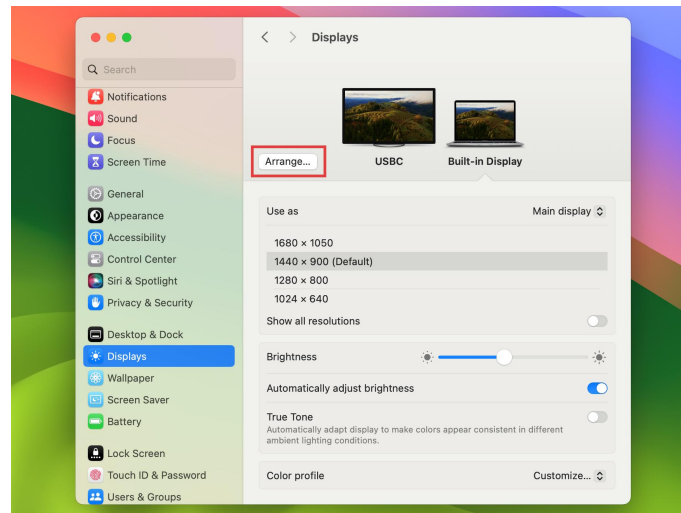 Displays
Search
Notifications
Sound
Focus
Screen Time
General
Appearance
Accessibility
Control Center
Siri & Spotlight
Privacy & Security
Desktop & Dock
Displays
Wallpaper
Screen Saver
Battery
Lock Screen
Touch ID & Password
Users & Groups
Arrange...
USBC
Built-in Display
Use as
Main display
1680 × 1050
1440 × 900 (Default)
1280 × 800
1024 × 640
Show all resolutions
Brightness
Automatically adjust brightness
True Tone
Automatically adapt display to make colors appear consistent in different
ambient lighting conditions.
Color profile
Customize...